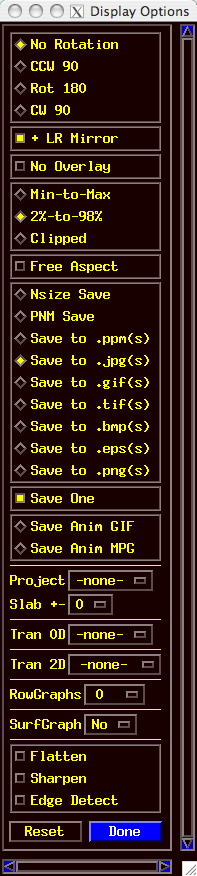 X Display Options
No Rotation
CCW 90
Rot 180
CW 90
+ LR Mirror
No Overlay
Min-to-Max
2%-to-98%
Clipped
Free Aspect
Nsize Save
PNM Save
Save to .ppm(s)
Save to .jpg(s)
Save to .gif(s)
Save to .tif(s)
Save to .bmp(s)
Save to .eps(s)
Save to .png(s)
Save One
Save Anim GIF
Save Anim MPG
Project -none-
Slab +- 0
Tran 0D -none-
Tran 2D -none-
RowGraphs 0
SurfGraph No
Flatten
Sharpen
Edge Detect
Reset Done